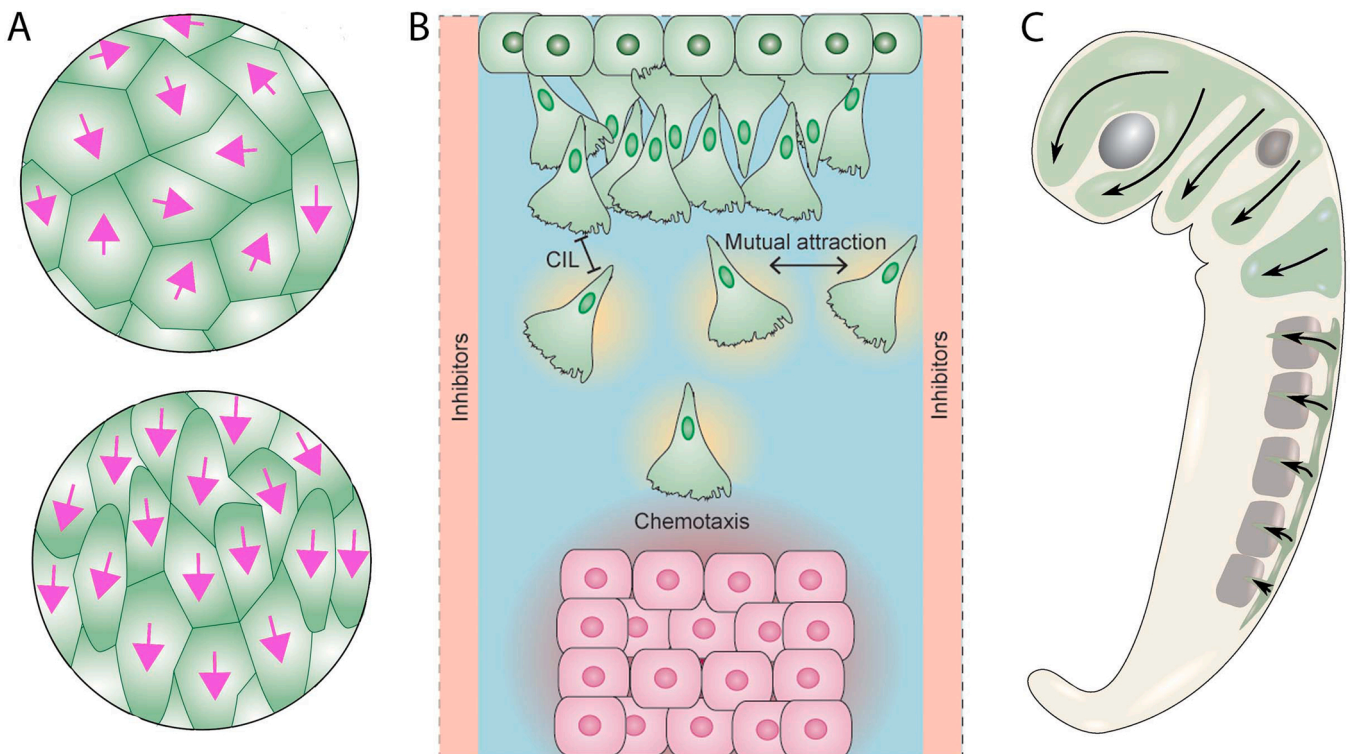 A
B
C
CIL
Mutual attraction
Inhibitors
Inhibitors
Chemotaxis